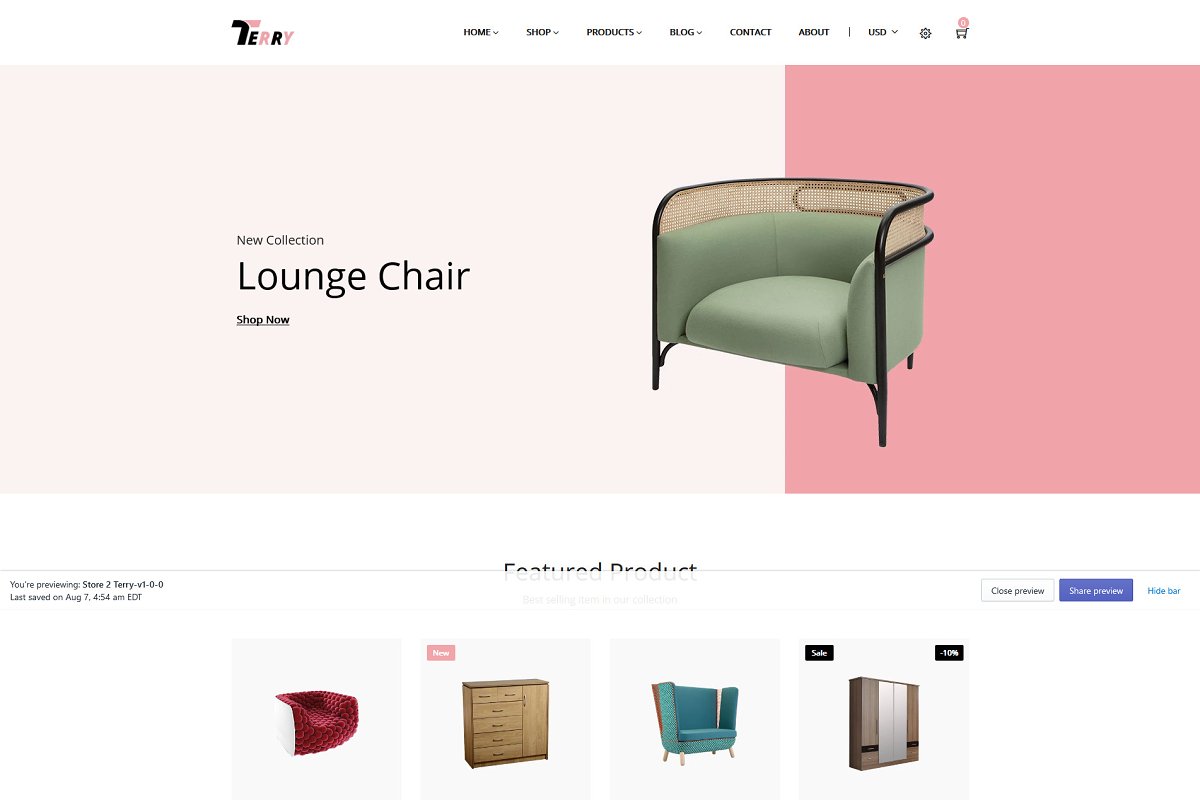 TERRY
HOME
SHOP
PRODUCTS
BLOG
CONTACT
ABOUT
USD
0
New Collection
Lounge Chair
Shop Now
Featured Product
Best selling item in our collection
You're previewing: Store 2 Terry-v1-0-0
Last saved on Aug 7, 4:54 am EDT
Close preview
Share preview
Hide bar
New
Sale
-10%